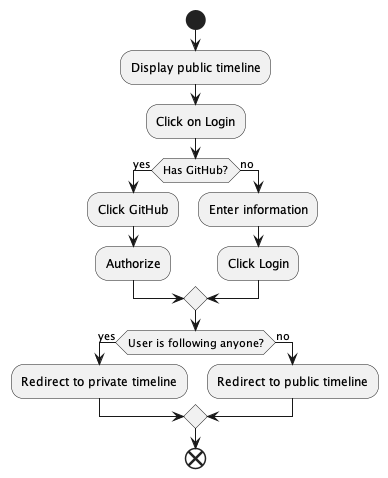 Display public timeline
Click on Login
yes
Has GitHub?
no
Click GitHub
Enter information
Authorize
Click Login
yes
User is following anyone?
no
Redirect to private timeline
Redirect to public timeline